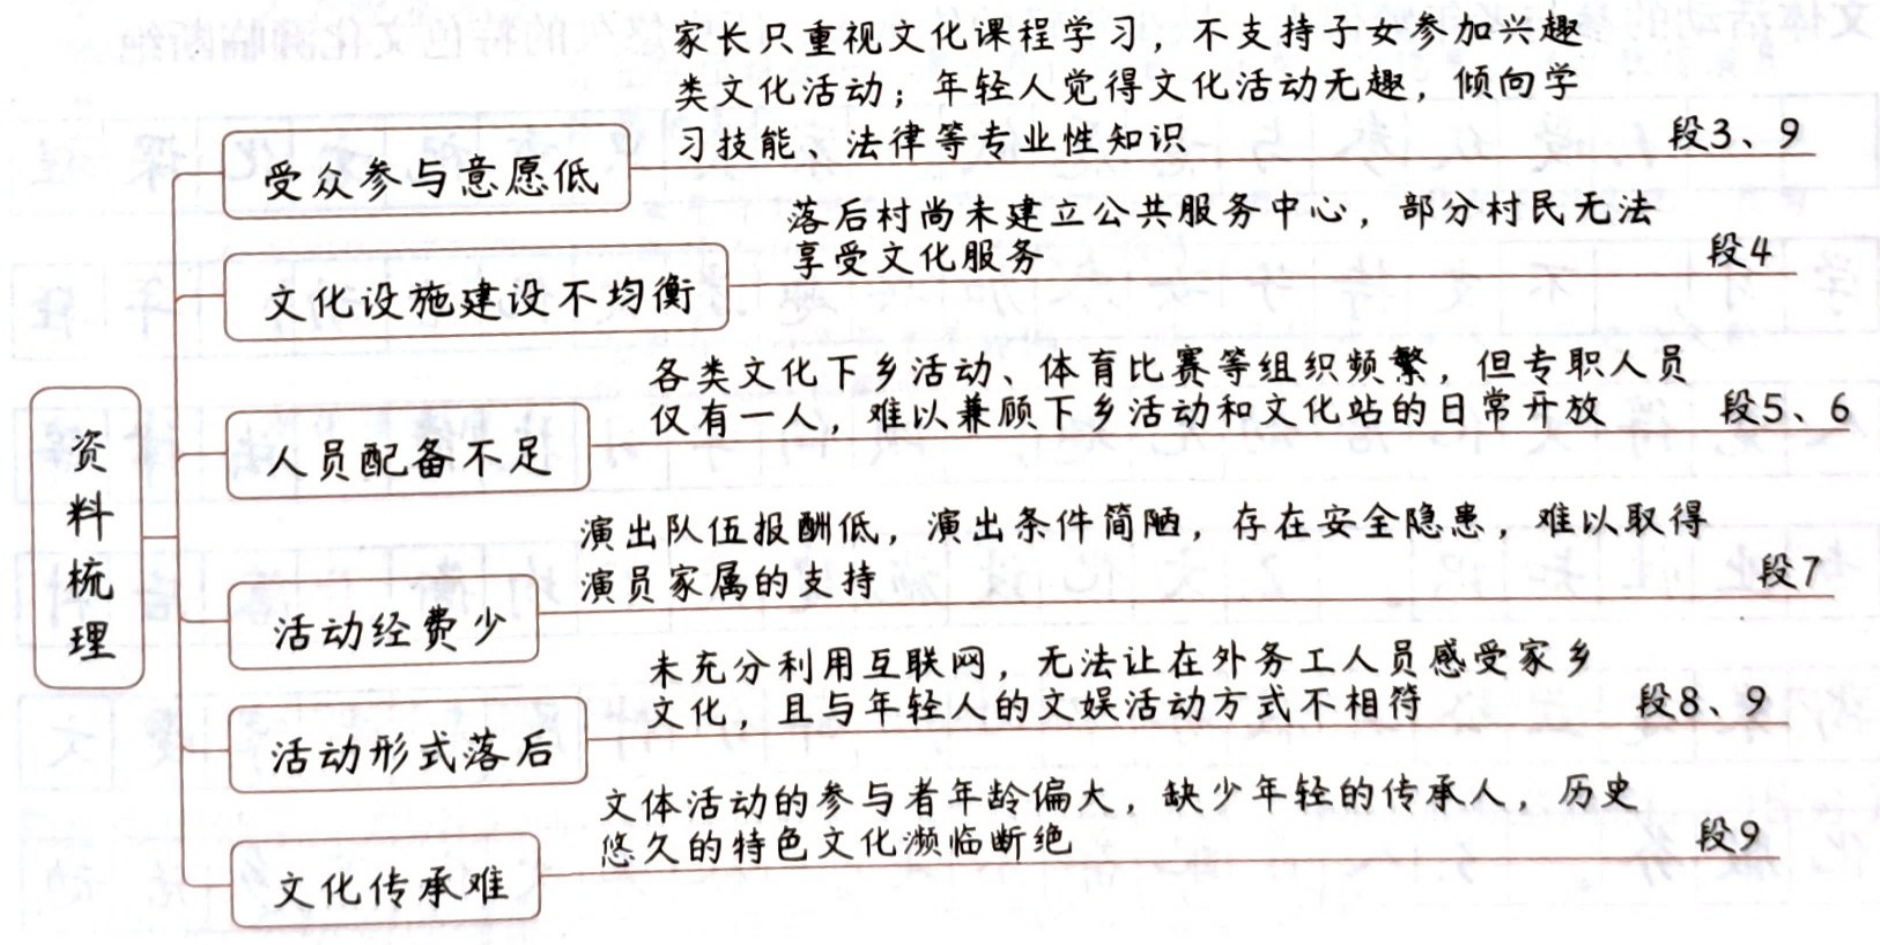 家长只重视文化课程学习，不支持子女参加兴趣
类文化活动；年轻人觉得文化活动无趣，倾向学
习技能、法律等专业性知识
段3、9
受众参与意愿低
落后村尚未建立公共服务中心，部分村民无法
享受文化服务
段4
文化设施建设不均衡
各类文化下乡活动、体育比赛等组织频繁，但专职人员
仅有一人，难以兼顾下乡活动和文化站的日常开放
段5、6
人员配备不足
资料梳理
演出队伍报酬低，演出条件简陋，存在安全隐患，难以取得
演员家属的支持
段7
活动经费少
未充分利用互联网，无法让在外务工人员感受家乡
文化，且与年轻人的文娱活动方式不相符
段8、9
活动形式落后
文体活动的参与者年龄偏大，缺少年轻的传承人，历史
悠久的特色文化濒临断绝
段9
文化传承难